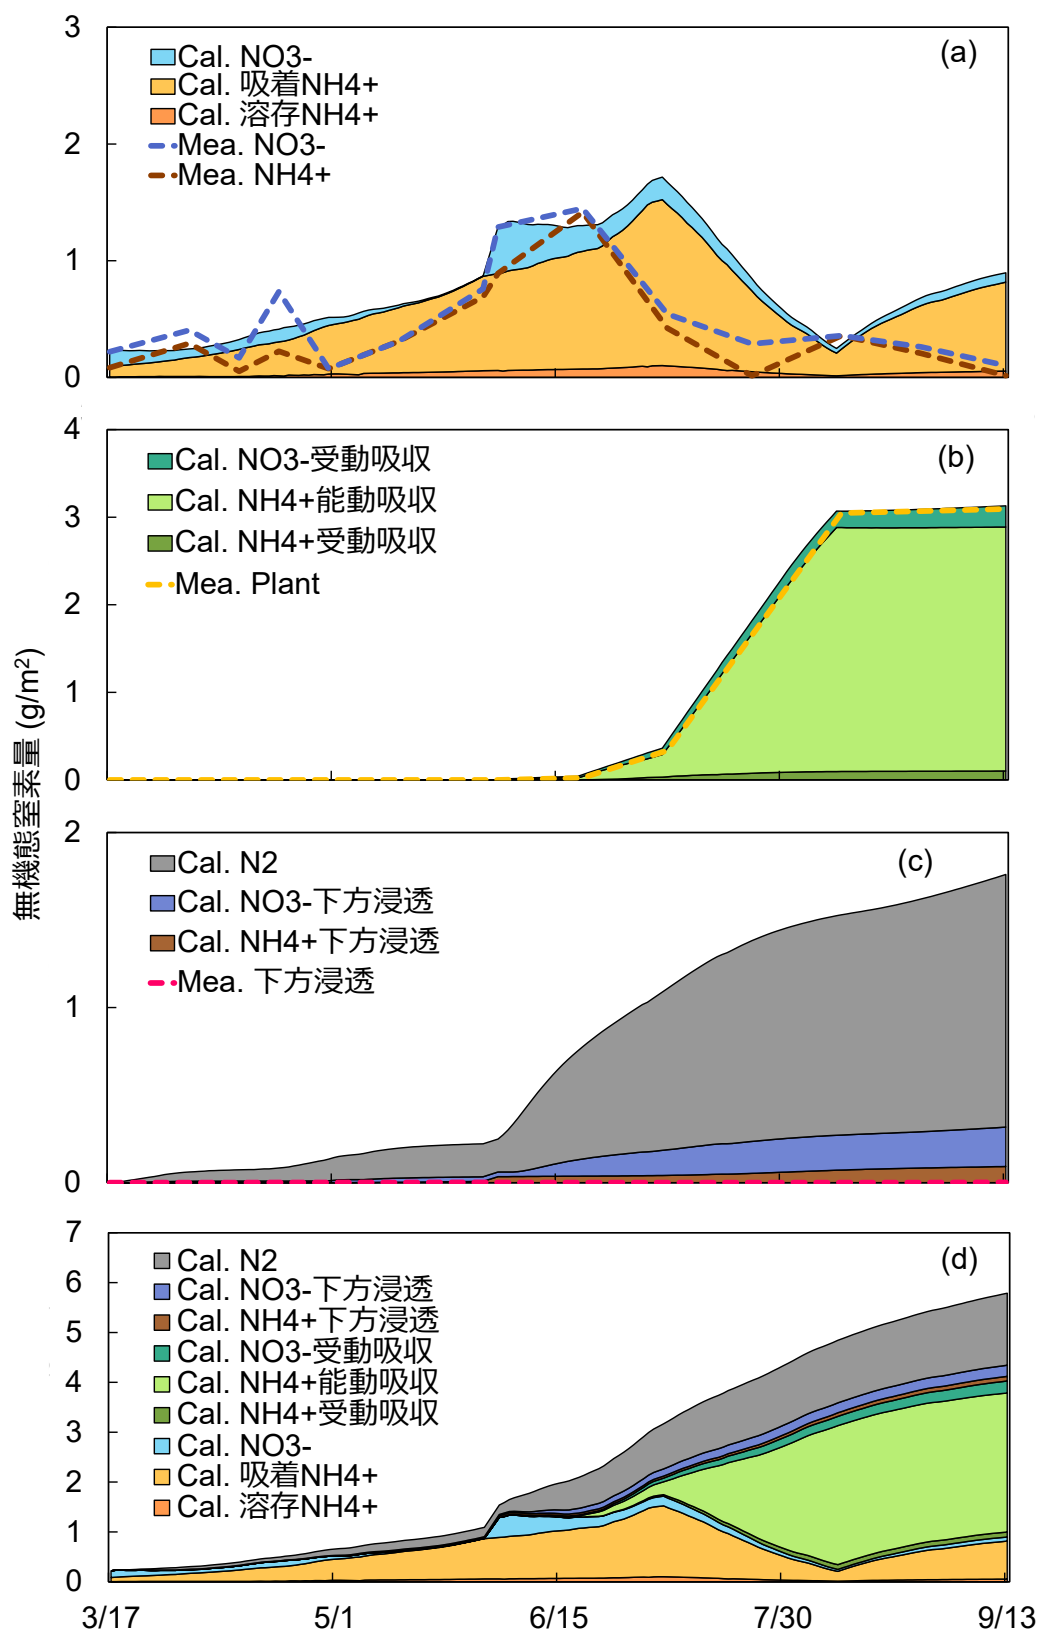 3
(a)
Cal. NO3-
Cal. 吸着NH4+
Cal. 溶存NH4+
Mea. NO3-
Mea. NH4+
2
1
0
4
(b)
Cal. NO3-受動吸収
Cal. NH4+能動吸収
Cal. NH4+受動吸収
Mea. Plant
3
2
1
0
無機態窒素量 (g/m²)
2
(c)
Cal. N2
Cal. NO3-下方浸透
Cal. NH4+下方浸透
Mea. 下方浸透
1
0
7
(d)
Cal. N2
Cal. NO3-下方浸透
Cal. NH4+下方浸透
Cal. NO3-受動吸収
Cal. NH4+能動吸収
Cal. NH4+受動吸収
Cal. NO3-
Cal. 吸着NH4+
Cal. 溶存NH4+
6
5
4
3
2
1
0
3/17 5/1 6/15 7/30 9/13